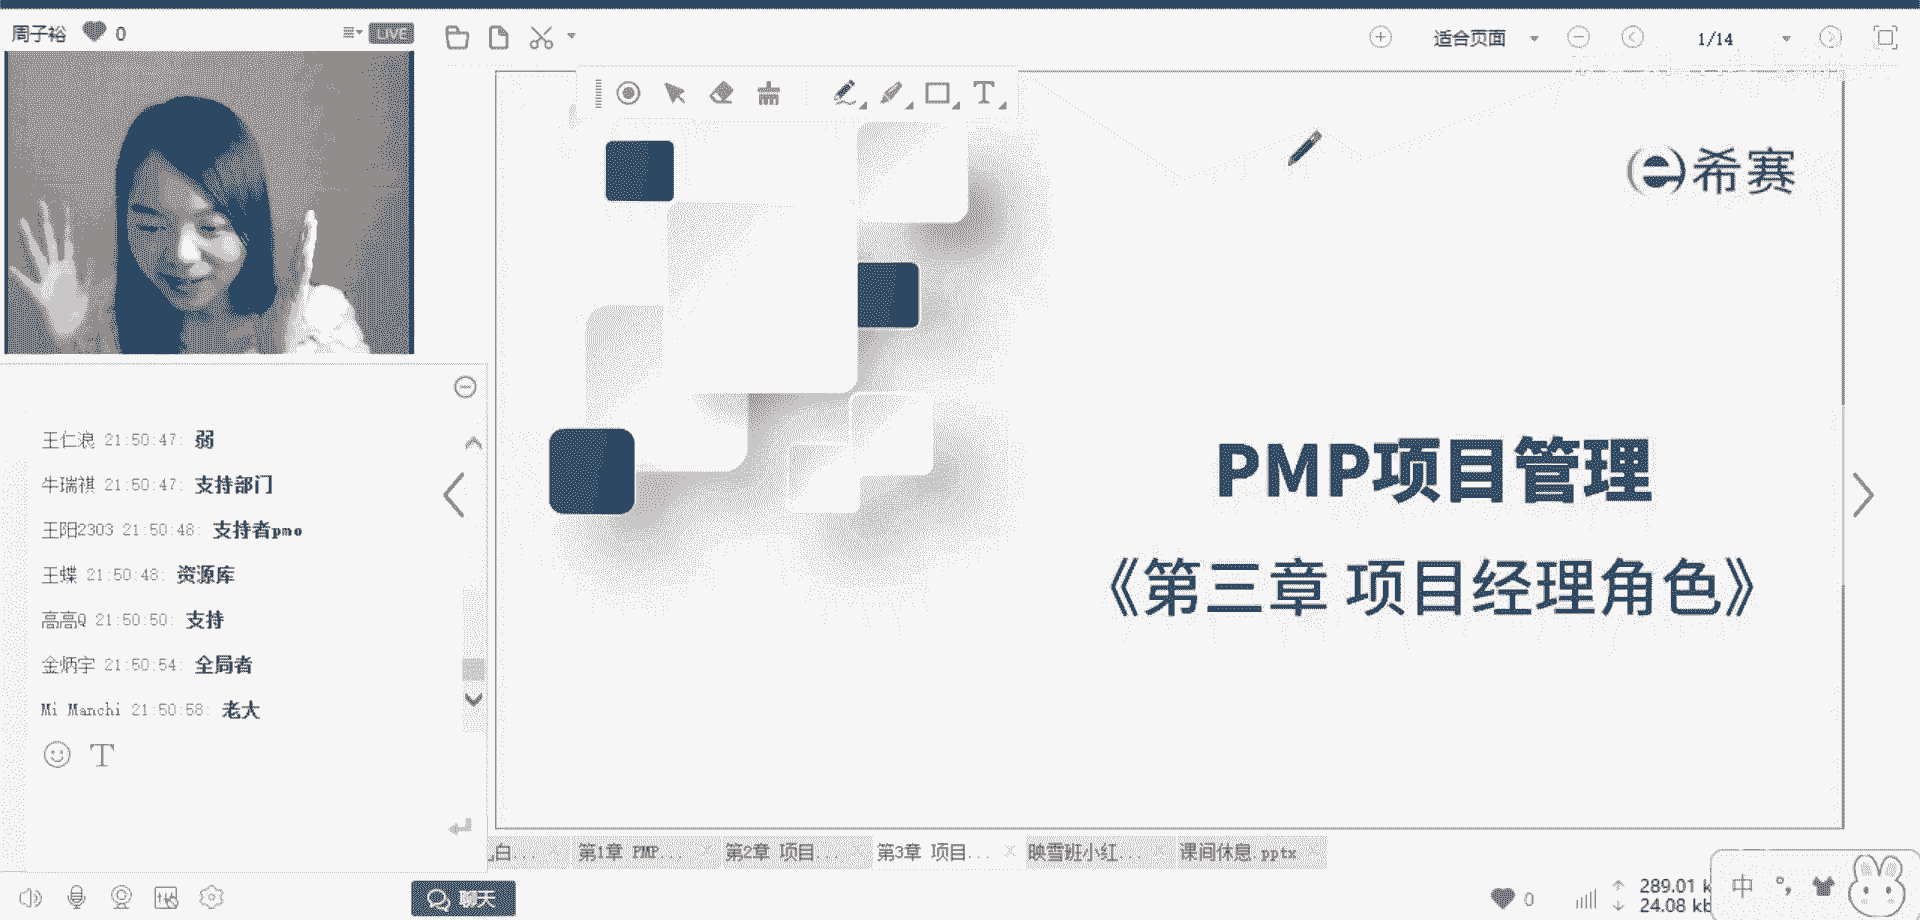 周子裕 0 LIVE
适合页面 1/14
T
希赛
PMP项目管理
《第三章 项目经理角色》
王仁浪 21:50:47: 弱
牛瑞祺 21:50:47: 支持部门
王阳2303 21:50:48: 支持者pmo
王蝶 21:50:48: 资源库
高高Q 21:50:50: 支持
金炳宇 21:50:54: 全局者
Mi Manchi 21:50:58: 老大
T
白... 第1章 PMP... 第2章 项目... 第3章 项目... 映雪班小红... 课间休息.pptx
聊天
0 289.01 k
24.08 kb
中